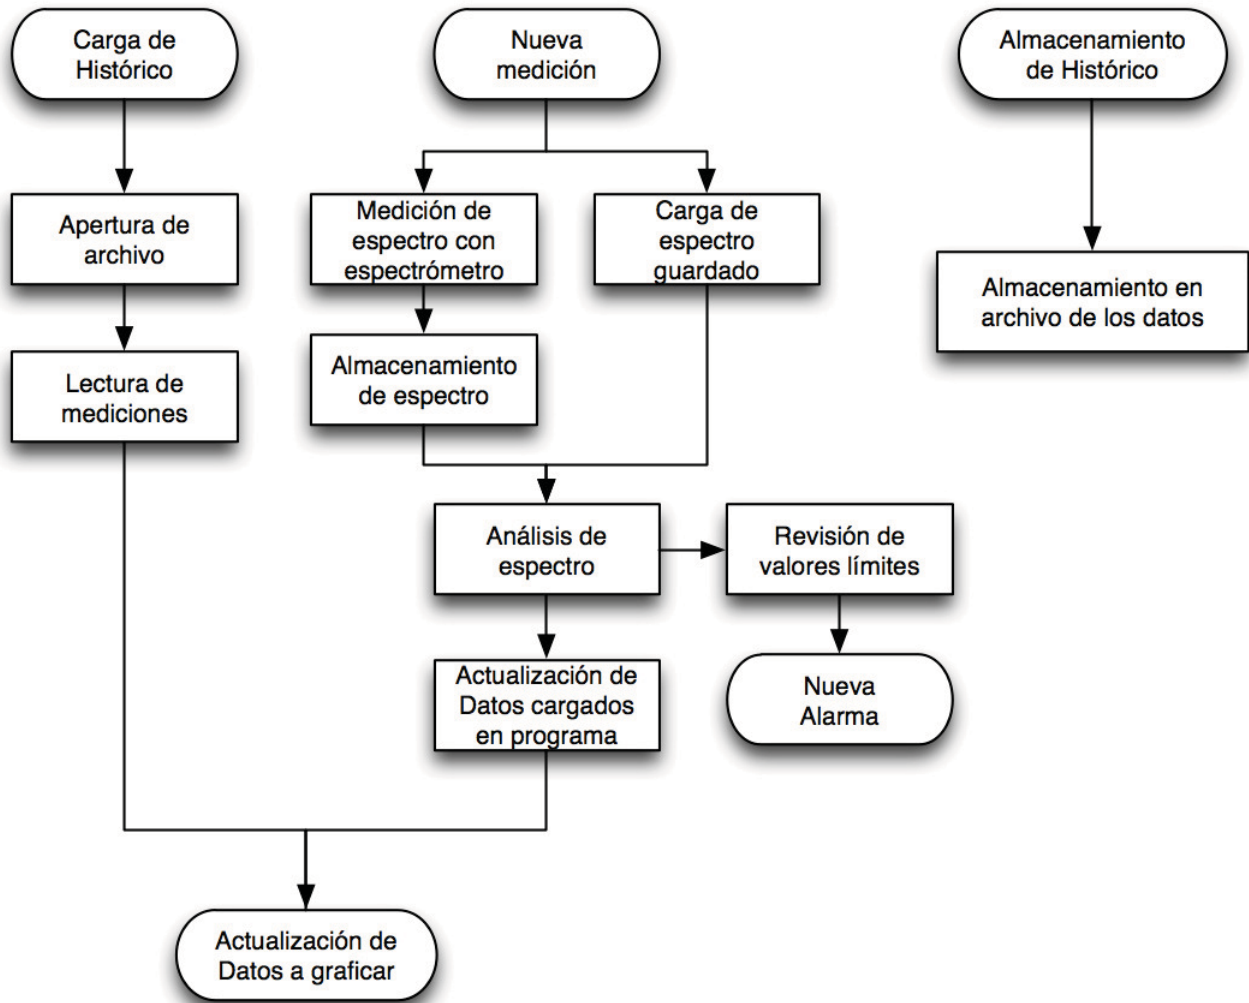 Carga de
Histórico
Nueva
medición
Almacenamiento
de Histórico
Apertura de
archivo
Medición de
espectro con
espectrómetro
Carga de
espectro
guardado
Almacenamiento en
archivo de los datos
Lectura de
mediciones
Almacenamiento
de espectro
Análisis de
espectro
Revisión de
valores límites
Actualización de
Datos cargados
en programa
Nueva
Alarma
Actualización de
Datos a graficar